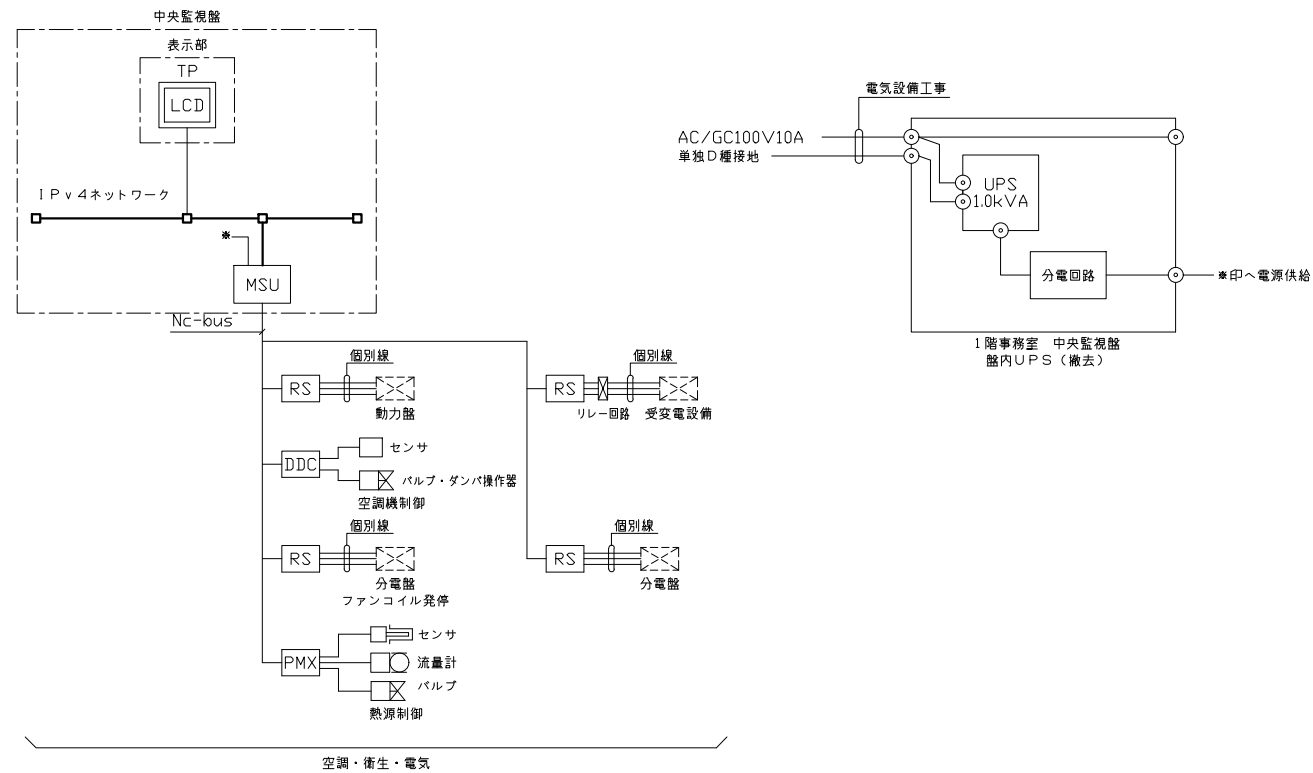 中央監視盤
表示部
TP
LCD
IPv4ネットワーク
※
MSU
Nc-bus
個別線
RS
動力盤
DDC
センサ
バルブ・ダンパ操作器
空調機制御
個別線
RS
分電盤
ファンコイル発停
PMX
センサ
流量計
バルブ
熱源制御
個別線
RS
リレー回路
受変電設備
個別線
RS
分電盤
空調・衛生・電気
電気設備工事
AC/GC100V10A
単独D種接地
UPS
1.0kVA
分電回路
※印へ電源供給
1階事務室 中央監視盤
盤内UPS(撤去)